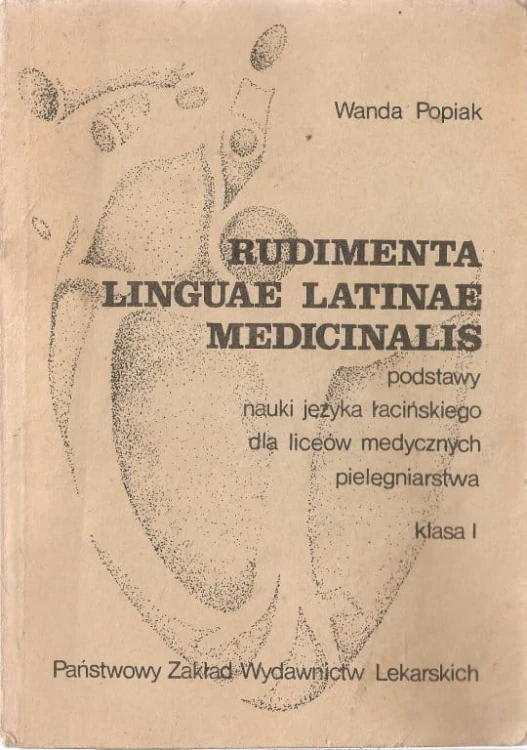 Wanda Popiak
RUDIMENTA
LINGUAE LATINAE
MEDICINALIS
podstawy
nauki języka łacińskiego
dla liceów medycznych
pielęgniarstwa
klasa I
Państwowy Zakład Wydawnictw Lekarskich